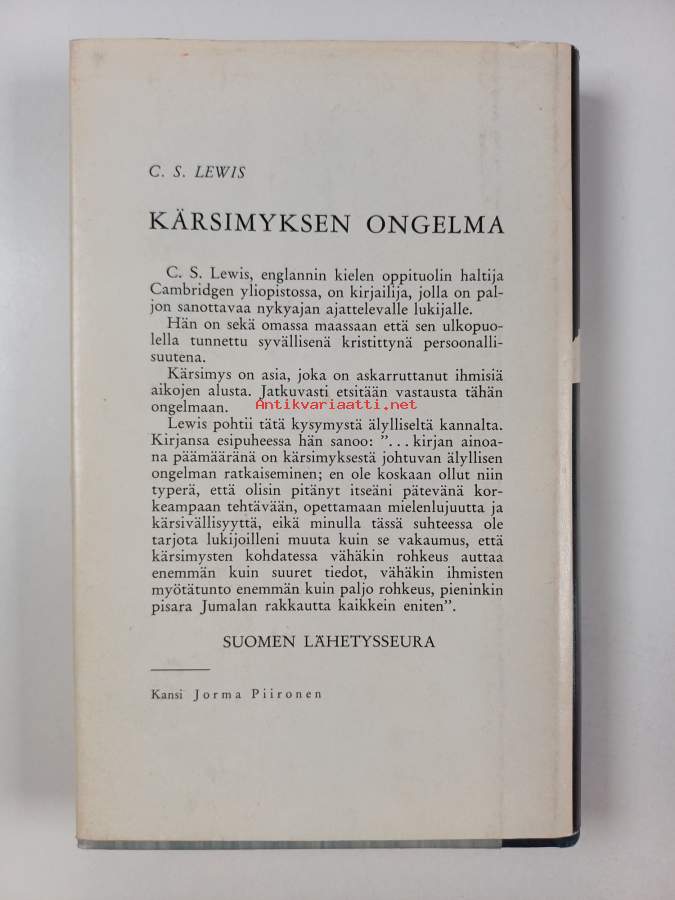 C. S. LEWIS
KÄRSIMYKSEN ONGELMA
C. S. Lewis, englannin kielen oppituolin haltija
Cambridgen yliopistossa, on kirjailija, jolla on pal-
jon sanottavaa nykyajan ajattelevalle lukijalle.
Hän on sekä omassa maassaan että sen ulkopuo-
lella tunnettu syvällisenä kristittynä persoonalli-
suutena.
Kärsimys on asia, joka on askarruttanut ihmisiä
aikojen alusta. Jatkuvasti etsitään vastausta tähän
ongelmaan.
Antikvariaatti.net
Lewis pohtii tätä kysymystä älylliseltä kannalta.
Kirjansa esipuheessa hän sanoo: ”. . . kirjan ainoa-
na päämääränä on kärsimyksestä johtuvan älyllisen
ongelman ratkaiseminen; en ole koskaan ollut niin
typerä, että olisin pitänyt itseäni pätevänä kor-
keampaan tehtävään, opettamaan mielenlujuutta ja
kärsivällisyyttä, eikä minulla tässä suhteessa ole
tarjota lukijoilleni muuta kuin se vakaumus, että
kärsimysten kohdatessa vähäkin rohkeus auttaa
enemmän kuin suuret tiedot, vähäkin ihmisten
myötätunto enemmän kuin paljo rohkeus, pieninkin
pisara Jumalan rakkautta kaikkein eniten”.
SUOMEN LÄHETYSSEURA
Kansi Jorma Piironen